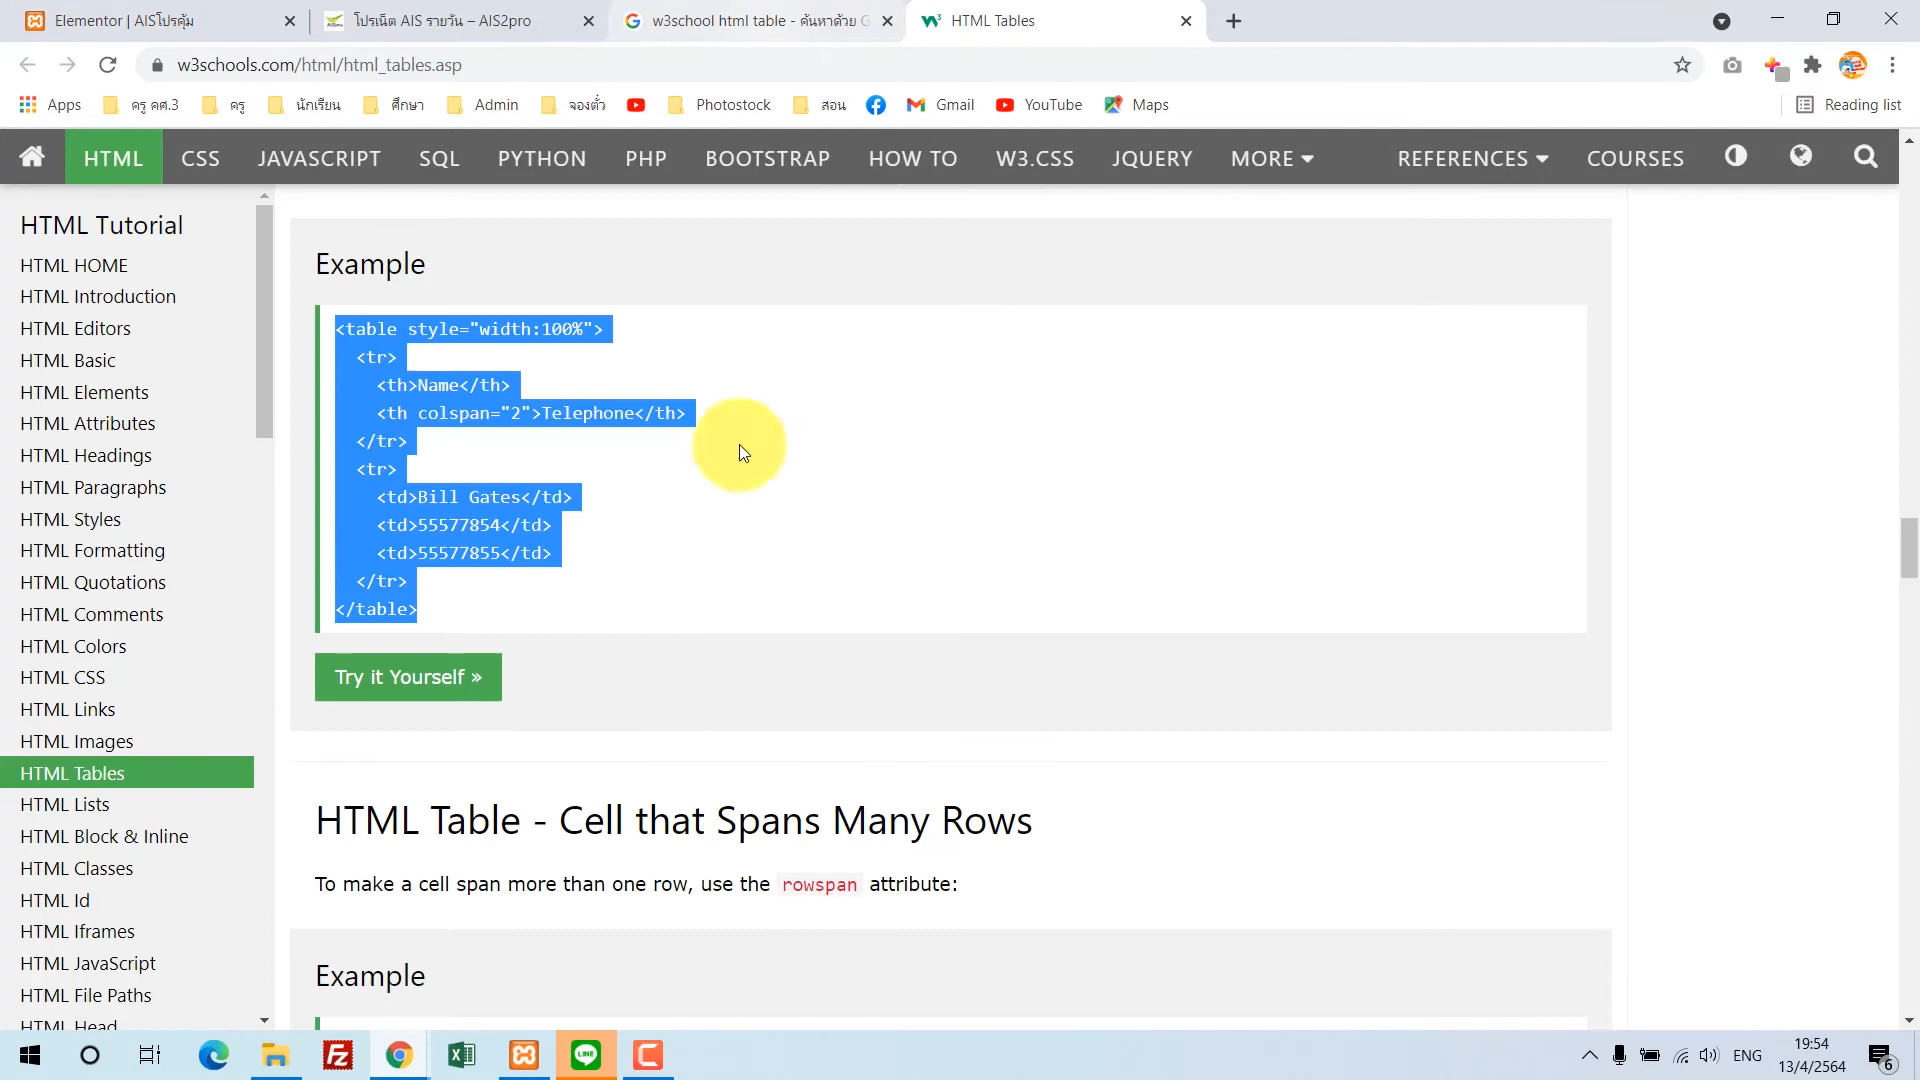 Elementor | AISโปรคุ้ม
โปรเน็ต AIS รายวัน – AIS2pro
w3school html table - ค้นหาด้วย G
HTML Tables
w3schools.com/html/html_tables.asp
Apps
ครู คศ.3
ครู
นักเรียน
ศึกษา
Admin
จองตั๋ว
Photostock
สอน
Gmail
YouTube
Maps
Reading list
HTML
CSS
JAVASCRIPT
SQL
PYTHON
PHP
BOOTSTRAP
HOW TO
W3.CSS
JQUERY
MORE
REFERENCES
COURSES
HTML Tutorial
HTML HOME
HTML Introduction
HTML Editors
HTML Basic
HTML Elements
HTML Attributes
HTML Headings
HTML Paragraphs
HTML Styles
HTML Formatting
HTML Quotations
HTML Comments
HTML Colors
HTML CSS
HTML Links
HTML Images
HTML Tables
HTML Lists
HTML Block & Inline
HTML Classes
HTML Id
HTML Iframes
HTML JavaScript
HTML File Paths
HTML Head
Example
<table style="width:100%">
<tr>
<th>Name</th>
<th colspan="2">Telephone</th>
</tr>
<tr>
<td>Bill Gates</td>
<td>55577854</td>
<td>55577855</td>
</tr>
</table>
Try it Yourself »
HTML Table - Cell that Spans Many Rows
To make a cell span more than one row, use the rowspan attribute:
Example
ENG
19:54
13/4/2564
6